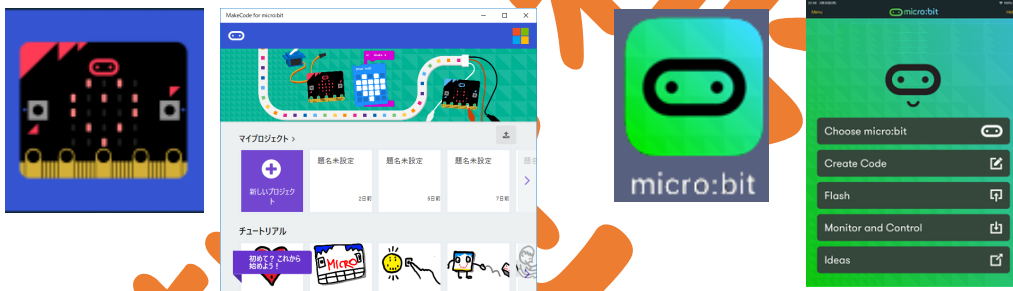 MakeCode for micro:bit
マイプロジェクト >
新しいプロジェク
ト
題名未設定
2日前
題名未設定
6日前
題名未設定
7日前
チュートリアル
初めて？ これから
始めよう！
MICRO
micro:bit
Menu
micro:bit
Choose micro:bit
Create Code
Flash
Monitor and Control
Ideas